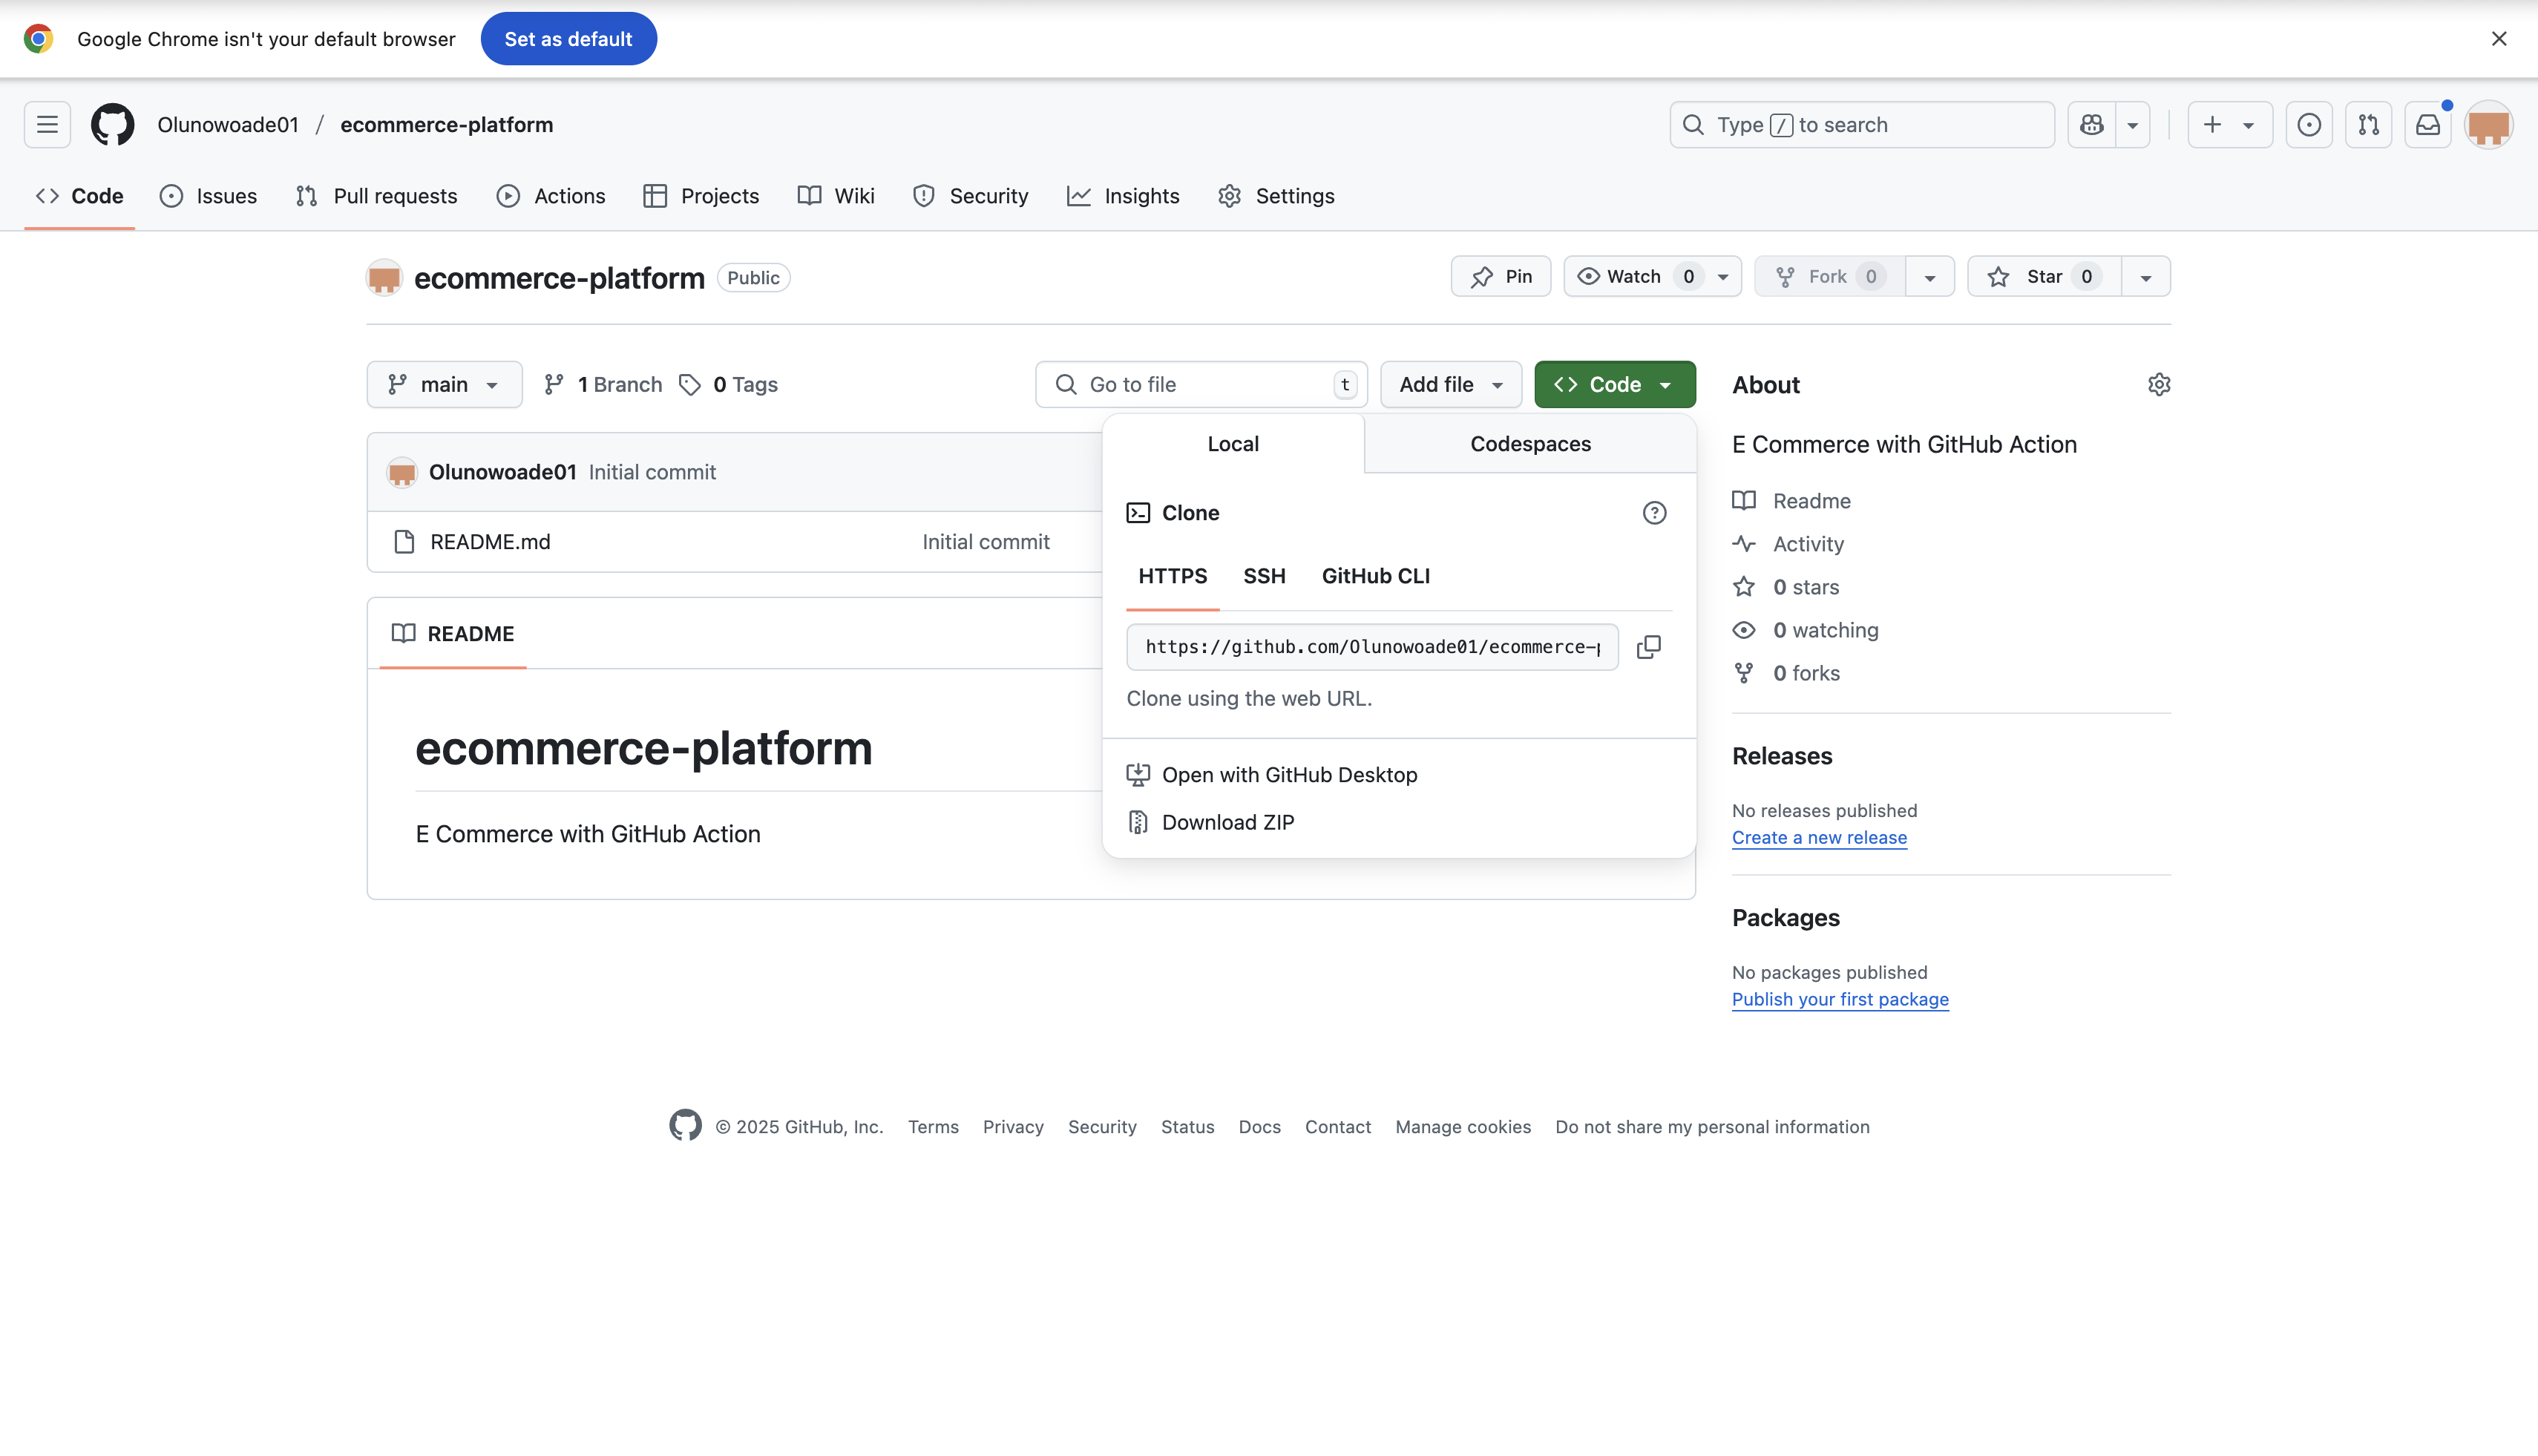 Google Chrome isn't your default browser Set as default
Olunowoade01 / ecommerce-platform Type / to search
Code Issues Pull requests Actions Projects Wiki Security Insights Settings
ecommerce-platform Public Pin Watch 0 Fork 0 Star 0
main 1 Branch 0 Tags Go to file t Add file Code
Olunowoade01 Initial commit
README.md Initial commit
README
ecommerce-platform
E Commerce with GitHub Action
Local Codespaces
Clone
HTTPS SSH GitHub CLI
https://github.com/Olunowoade01/ecommerce-p
Clone using the web URL.
Open with GitHub Desktop
Download ZIP
About
E Commerce with GitHub Action
Readme
Activity
0 stars
0 watching
0 forks
Releases
No releases published
Create a new release
Packages
No packages published
Publish your first package
© 2025 GitHub, Inc. Terms Privacy Security Status Docs Contact Manage cookies Do not share my personal information